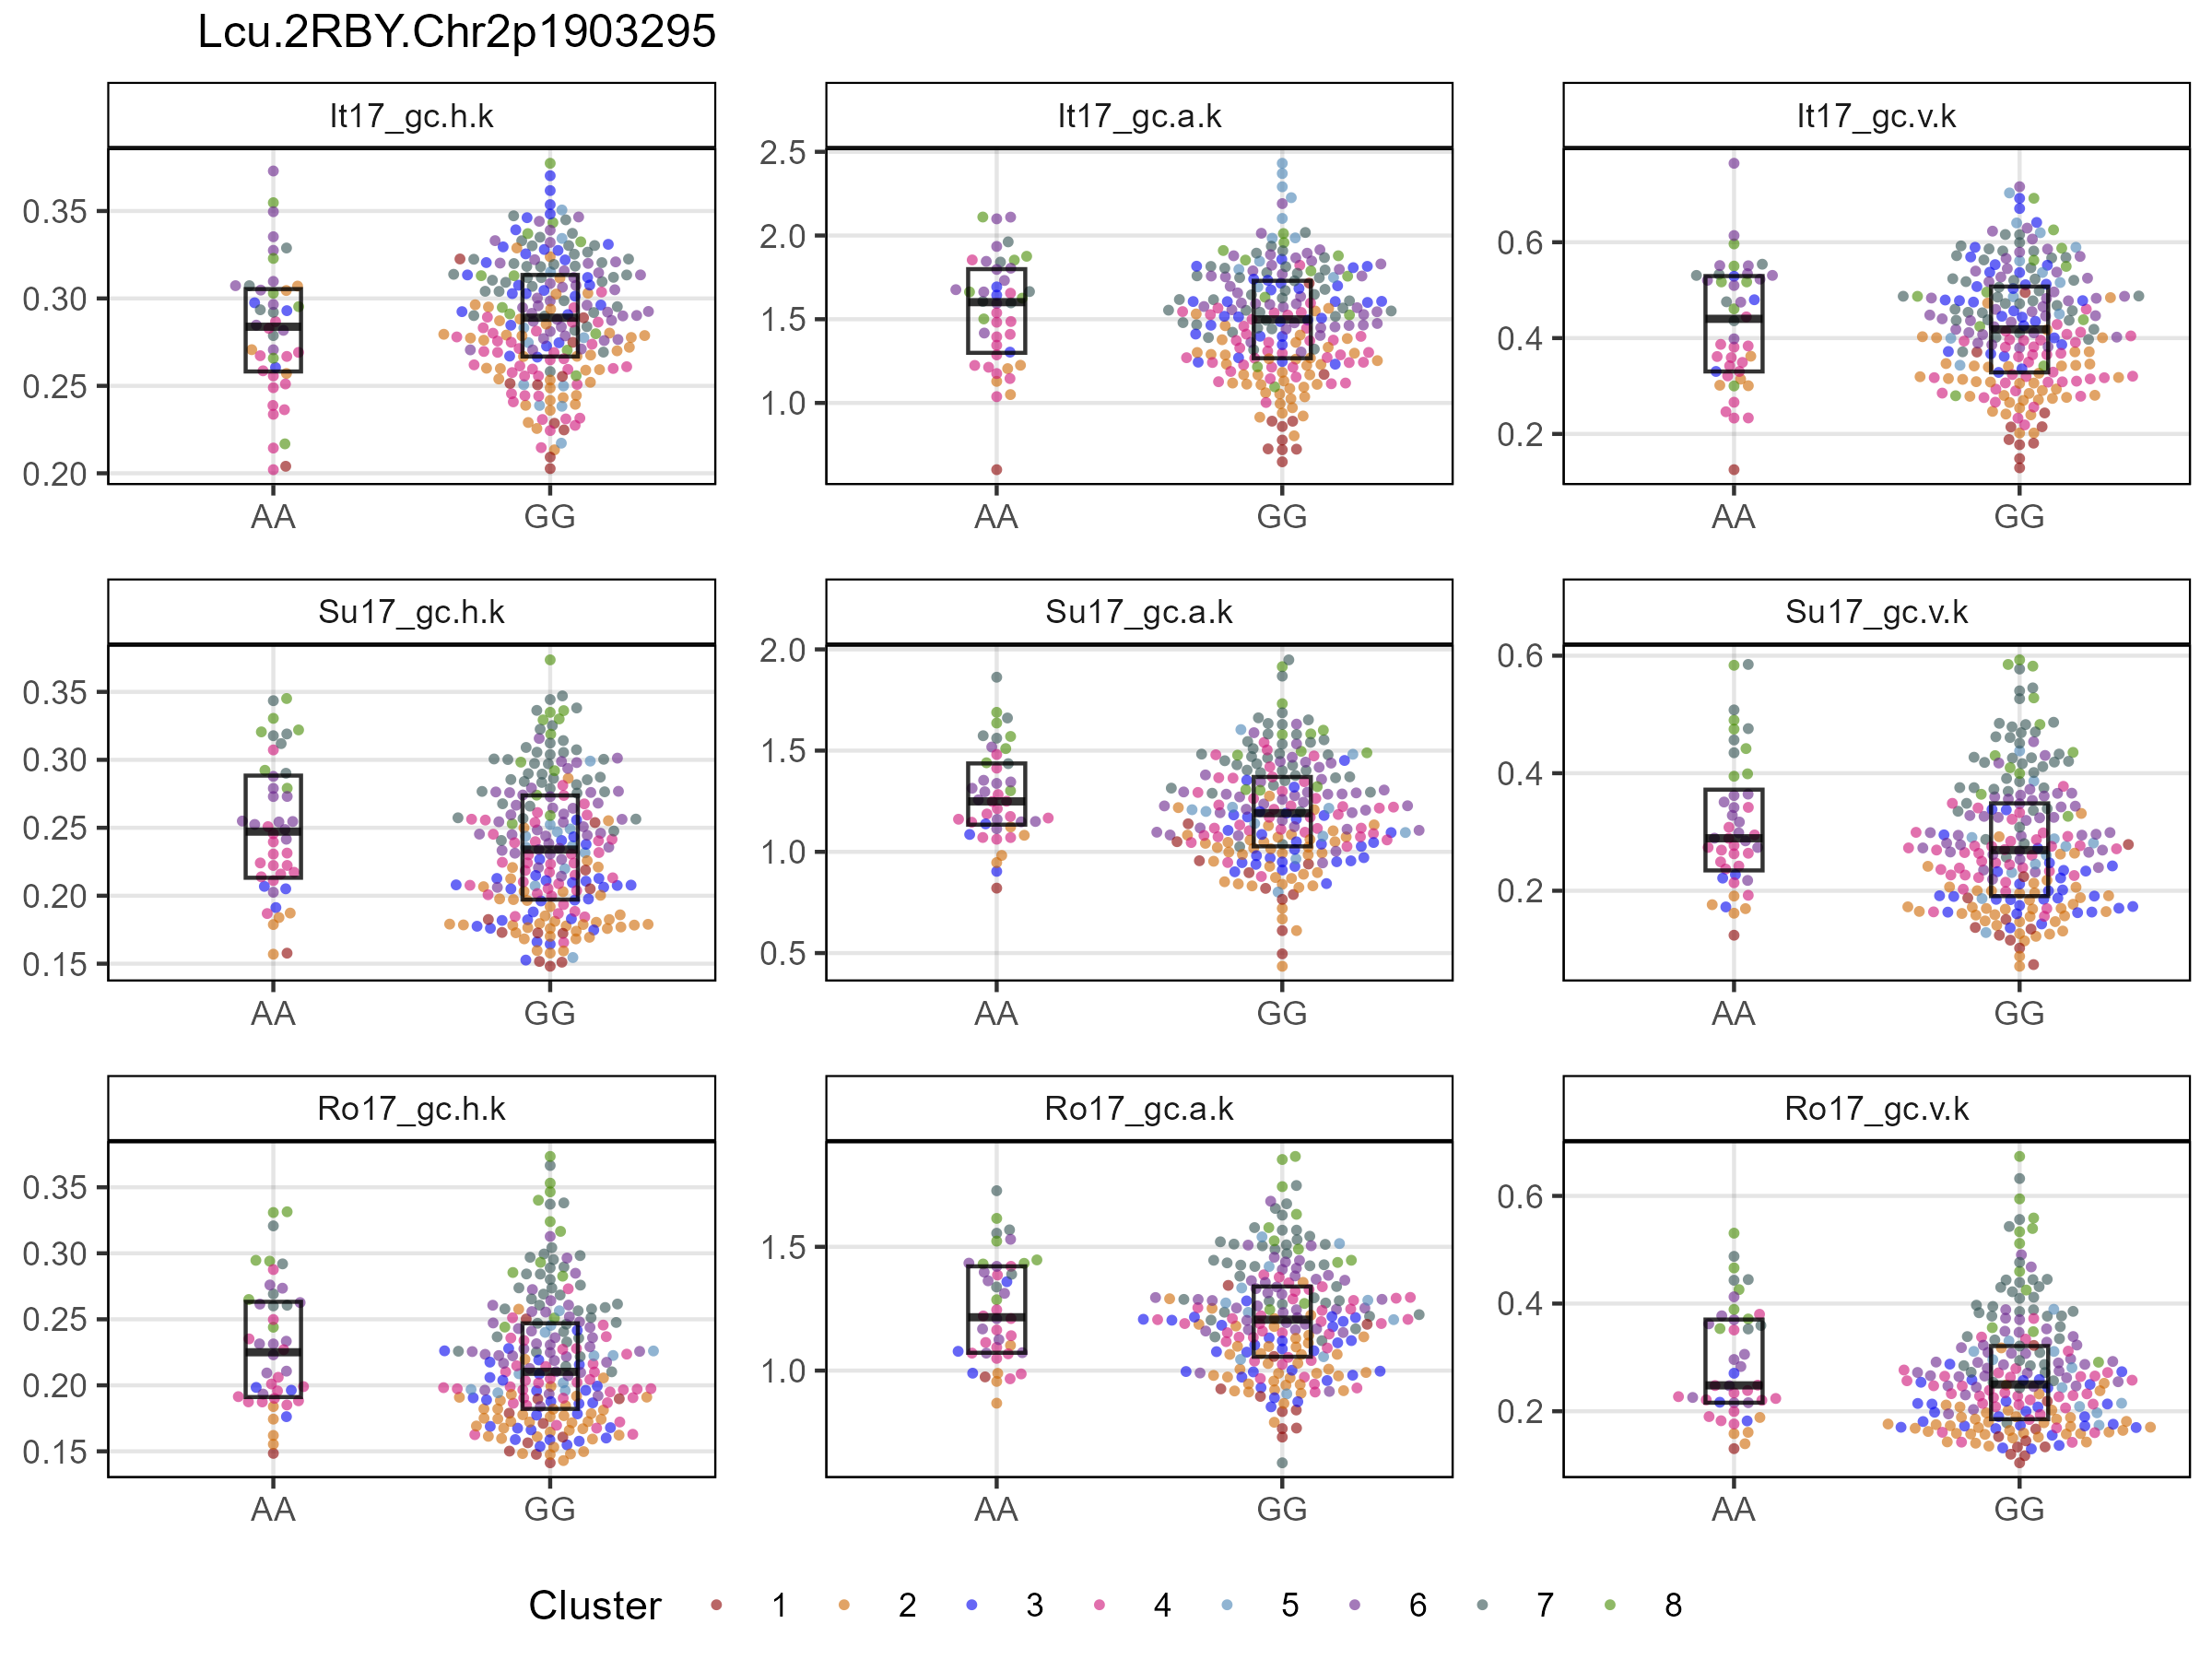 Lcu.2RBY.Chr2p1903295
It17_gc.h.k
It17_gc.a.k
It17_gc.v.k
0.35
0.30
0.25
0.20
AA
GG
2.5
2.0
1.5
1.0
AA
GG
0.6
0.4
0.2
AA
GG
Su17_gc.h.k
Su17_gc.a.k
Su17_gc.v.k
0.35
0.30
0.25
0.20
0.15
AA
GG
2.0
1.5
1.0
0.5
AA
GG
0.6
0.4
0.2
AA
GG
Ro17_gc.h.k
Ro17_gc.a.k
Ro17_gc.v.k
0.35
0.30
0.25
0.20
0.15
AA
GG
1.5
1.0
AA
GG
0.6
0.4
0.2
AA
GG
Cluster 1 2 3 4 5 6 7 8